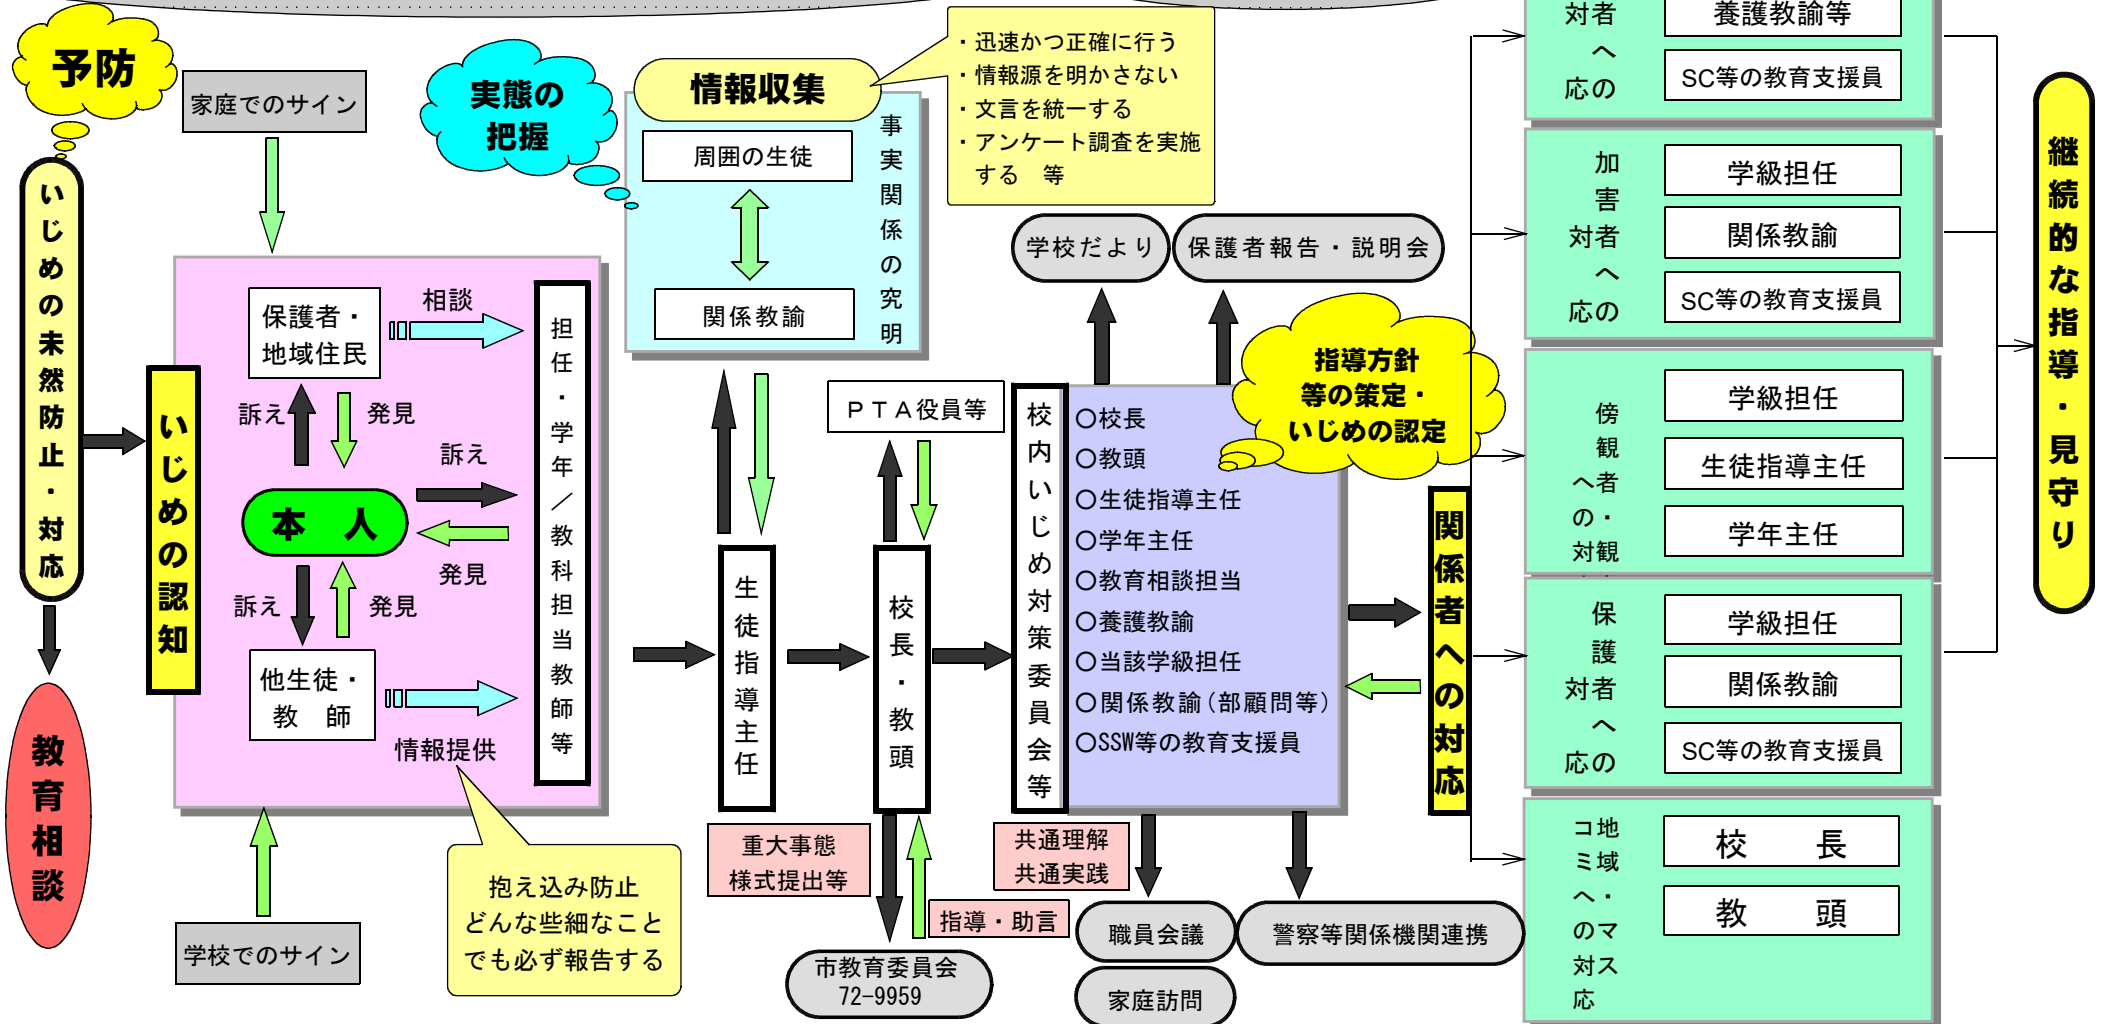 予防
いじめの未然防止・対応
教育相談
家庭でのサイン
学校でのサイン
いじめの認知
保護者・
地域住民
相談
訴え
発見
訴え
本　人
発見
訴え
発見
他生徒・
教　師
情報提供
担任・学年／教科担当教師等
抱え込み防止
どんな些細なこと
でも必ず報告する
実態の
把握
情報収集
周囲の生徒
関係教諭
事実関係の究明
・迅速かつ正確に行う
・情報源を明かさない
・文言を統一する
・アンケート調査を実施
する　等
生徒指導主任
ＰＴＡ役員等
校長・教頭
重大事態
様式提出等
指導・助言
市教育委員会
72-9959
学校だより
保護者報告・説明会
指導方針
等の策定・
いじめの認定
校内いじめ対策委員会等
○校長
○教頭
○生徒指導主任
○学年主任
○教育相談担当
○養護教諭
○当該学級担任
○関係教諭(部顧問等)
○SSW等の教育支援員
共通理解
共通実践
職員会議
家庭訪問
警察等関係機関連携
関係者への対応
対者
へ
応の
養護教諭等
SC等の教育支援員
加
害
対者
へ
応の
学級担任
関係教諭
SC等の教育支援員
傍
観
へ者
の・
対観
学級担任
生徒指導主任
学年主任
保
護
対者
へ
応の
学級担任
関係教諭
SC等の教育支援員
コ地
ミ域
へ・
のマ
対ス
応
校　　長
教　　頭
継続的な指導・見守り